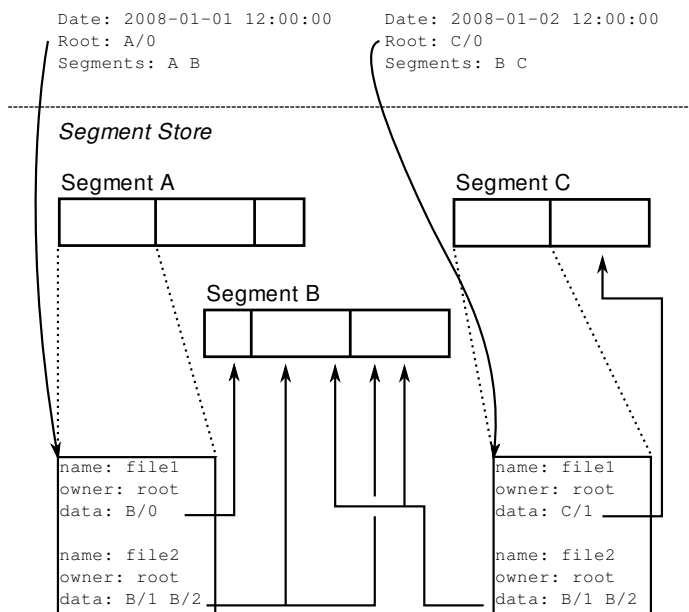 Date: 2008-01-01 12:00:00
Root: A/0
Segments: A B
Date: 2008-01-02 12:00:00
Root: C/0
Segments: B C
Segment Store
Segment A
Segment C
Segment B
name: file1
owner: root
data: B/0
name: file2
owner: root
data: B/1 B/2
name: file1
owner: root
data: C/1
name: file2
owner: root
data: B/1 B/2